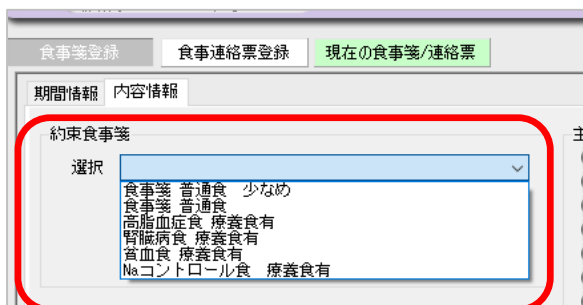 食事箋登録 食事連絡票登録 現在の食事箋/連絡票
期間情報 内容情報
約束食事箋
選択
食事箋 普通食　少なめ
食事箋 普通食
高脂血症食 療養食有
腎臓病食 療養食有
貧血食 療養食有
Naコントロール食　療養食有